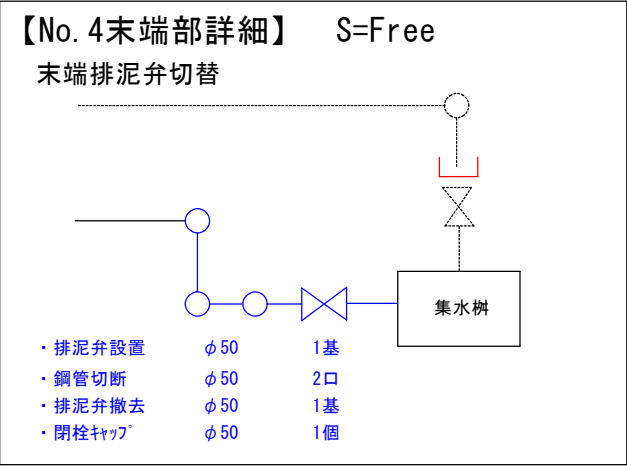 【No.4末端部詳細】 S=Free
末端排泥弁切替
集水桝
・排泥弁設置 φ50 1基
・鋼管切断 φ50 2口
・排泥弁撤去 φ50 1基
・閉栓ｷｬｯﾌﾟ φ50 1個